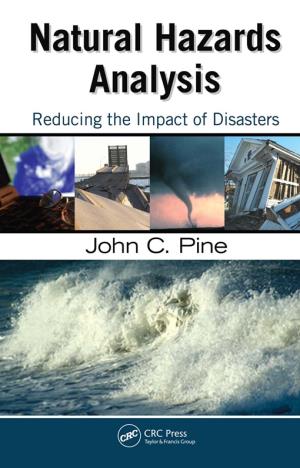 Natural Hazards
Analysis
Reducing the Impact of Disasters
John C. Pine
CRC
CRC Press
Taylor & Francis Group